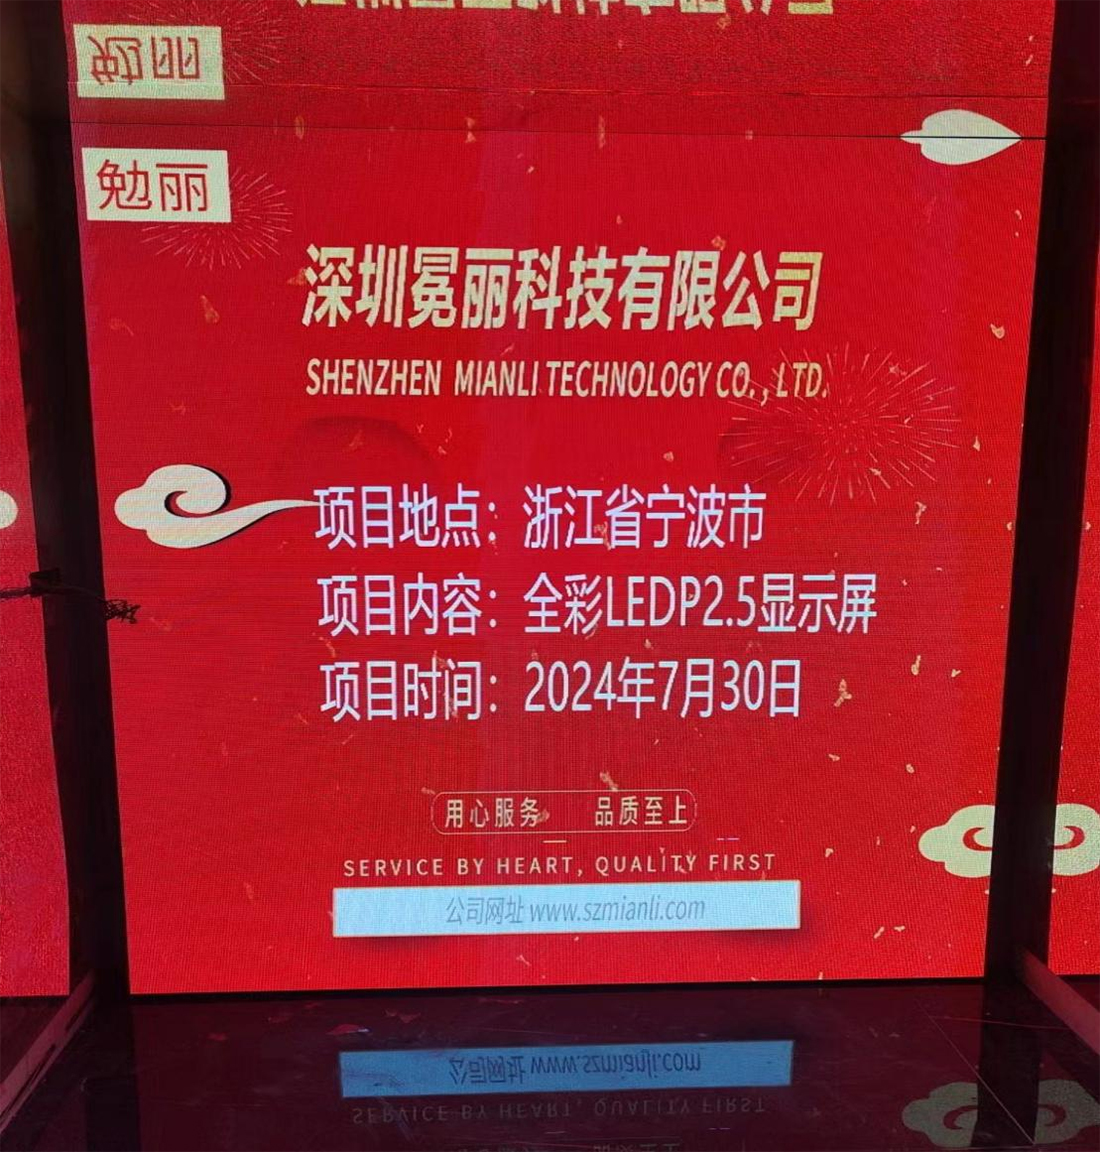 勉丽
深圳冕丽科技有限公司
SHENZHEN MIANLI TECHNOLOGY CO., LTD.
项目地点：浙江省宁波市
项目内容：全彩LEDP2.5显示屏
项目时间：2024年7月30日
用心服务 品质至上
SERVICE BY HEART, QUALITY FIRST
公司网址 www.szmianli.com